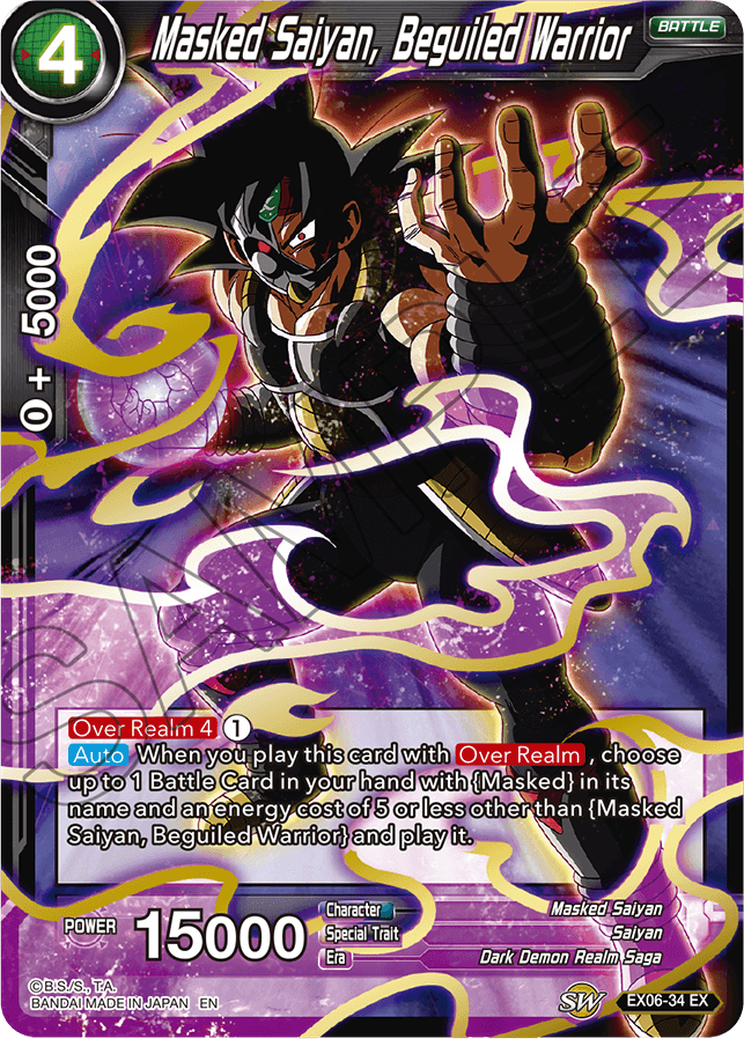 4
Masked Saiyan, Beguiled Warrior
BATTLE
0 + 5000
SAMPLE
Over Realm 4 1
Auto When you play this card with Over Realm , choose
up to 1 Battle Card in your hand with {Masked} in its
name and an energy cost of 5 or less other than {Masked
Saiyan, Beguiled Warrior} and play it.
POWER 15000
Character Masked Saiyan
Special Trait Saiyan
Era Dark Demon Realm Saga
©B.S./S., T.A.
BANDAI MADE IN JAPAN EN
SW EX06-34 EX